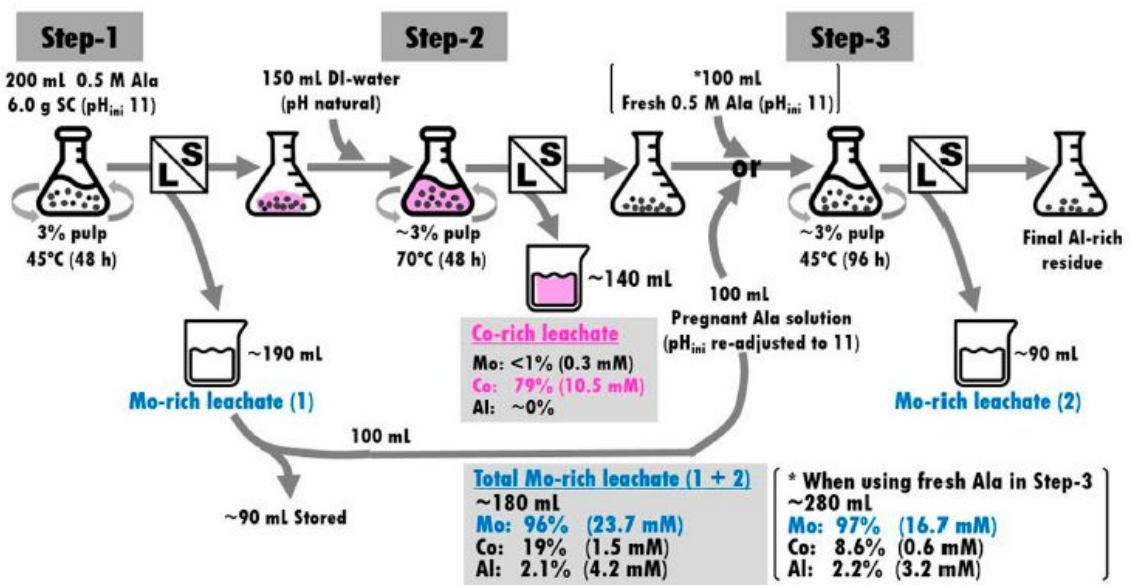 Step-1
Step-2
Step-3
200 mL 0.5 M Ala
6.0 g SC (pHini 11)
150 mL DI-water
(pH natural)
*100 mL
Fresh 0.5 M Ala (pHini 11)
L S
L S
or
L S
3% pulp
45°C (48 h)
~3% pulp
70°C (48 h)
~3% pulp
45°C (96 h)
Final Al-rich
residue
~190 mL
Mo-rich leachate (1)
~140 mL
Co-rich leachate
Mo: <1% (0.3 mM)
Co: 79% (10.5 mM)
Al: ~0%
100 mL
Pregnant Ala solution
(pHini re-adjusted to 11)
~90 mL
Mo-rich leachate (2)
100 mL
~90 mL Stored
Total Mo-rich leachate (1 + 2)
~180 mL
Mo: 96% (23.7 mM)
Co: 19% (1.5 mM)
Al: 2.1% (4.2 mM)
* When using fresh Ala in Step-3
~280 mL
Mo: 97% (16.7 mM)
Co: 8.6% (0.6 mM)
Al: 2.2% (3.2 mM)